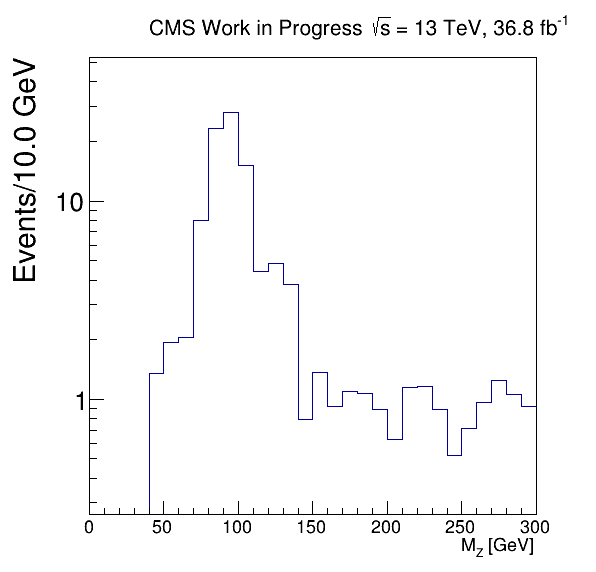 CMS Work in Progress √s = 13 TeV, 36.8 fb⁻¹
Events/10.0 GeV
10
1
0 50 100 150 200 250 300
M_Z [GeV]